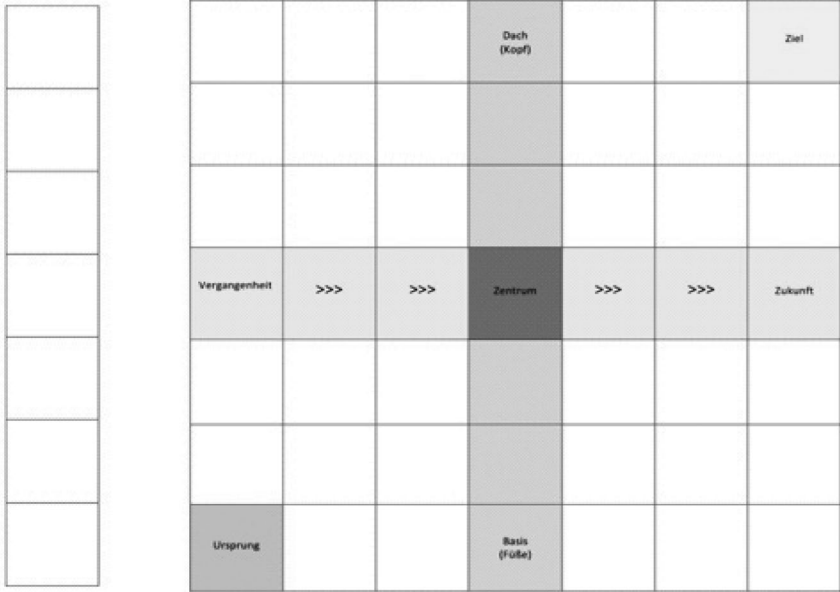 Dach
(Kopf)
Ziel
Vergangenheit
>>>
>>>
Zentrum
>>>
>>>
Zukunft
Ursprung
Basis
(Füße)